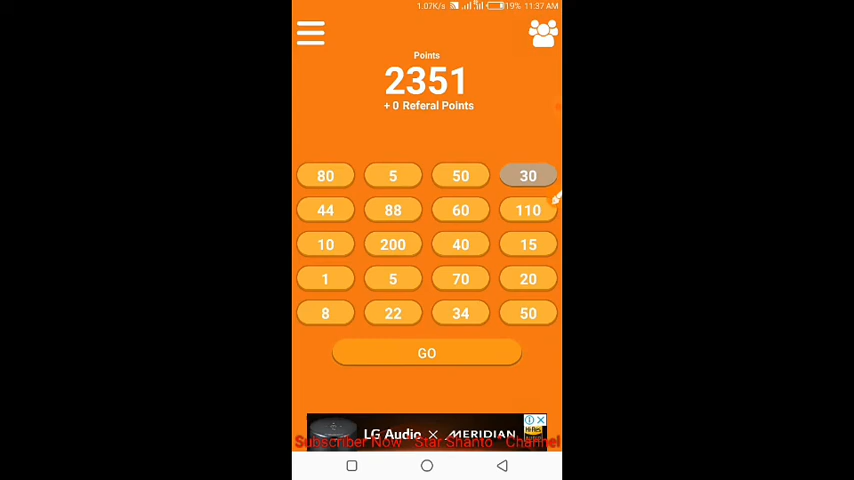 1.07K/s 19% 11:37 AM
Points
2351
+ 0 Referal Points
80 5 50 30
44 88 60 110
10 200 40 15
1 5 70 20
8 22 34 50
GO
LG Audio × MERIDIAN Hi-Res
Subscriber Now "Star Shanto" Channel